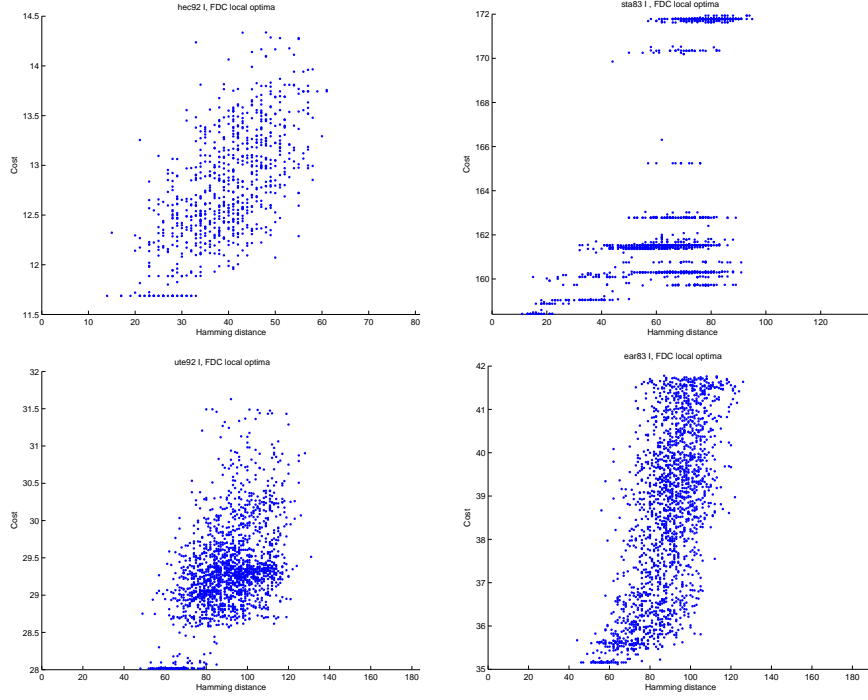 hec92 I, FDC local optima
14.5
14
13.5
13
12.5
12
11.5
Cost
0 10 20 30 40 50 60 70 80
Hamming distance
sta83 I , FDC local optima
172
170
168
166
164
162
160
Cost
0 20 40 60 80 100 120
Hamming distance
ute92 I, FDC local optima
32
31.5
31
30.5
30
29.5
29
28.5
28
Cost
0 20 40 60 80 100 120 140 160 180
Hamming distance
ear83 I, FDC local optima
42
41
40
39
38
37
36
35
Cost
0 20 40 60 80 100 120 140 160 180
Hamming distance